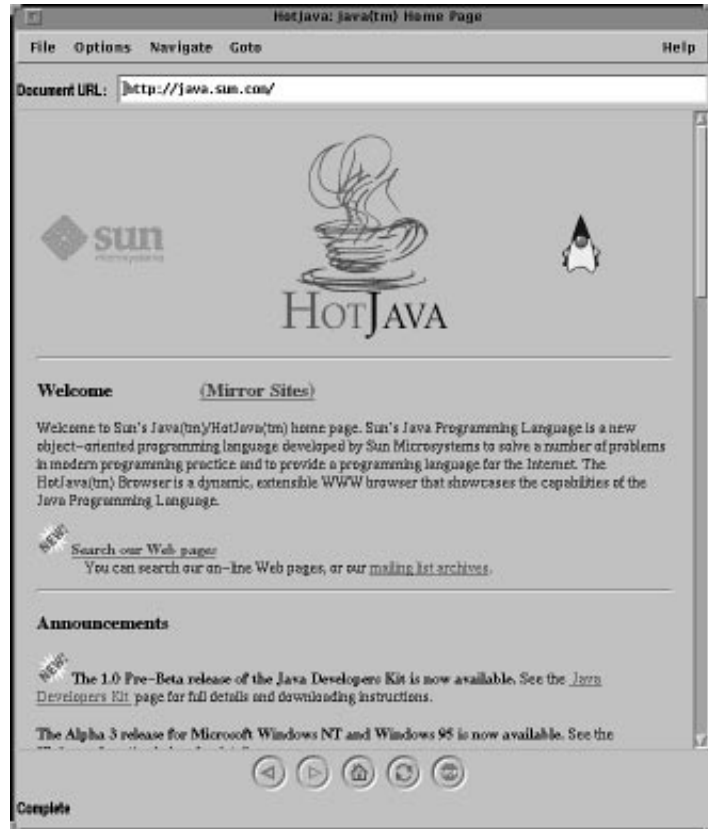 HotJava: java(tm) Home Page
File Options Navigate Goto Help
Document URL: http://java.sun.com/
sun
microsystems
HOTJAVA
Welcome (Mirror Sites)
Welcome to Sun's Java(tm)/HotJava(tm) home page. Sun's Java Programming Language is a new
object-oriented programming language developed by Sun Microsystems to solve a number of problems
in modern programming practice and to provide a programming language for the Internet. The
HotJava(tm) Browser is a dynamic, extensible WWW browser that showcases the capabilities of the
Java Programming Language.
NEW!
Search our Web pages
You can search our on-line Web pages, or our mailing list archives.
Announcements
NEW!
The 1.0 Pre-Beta release of the Java Developers Kit is now available. See the Java
Developers Kit page for full details and downloading instructions.
The Alpha 3 release for Microsoft Windows NT and Windows 95 is now available. See the
Complete